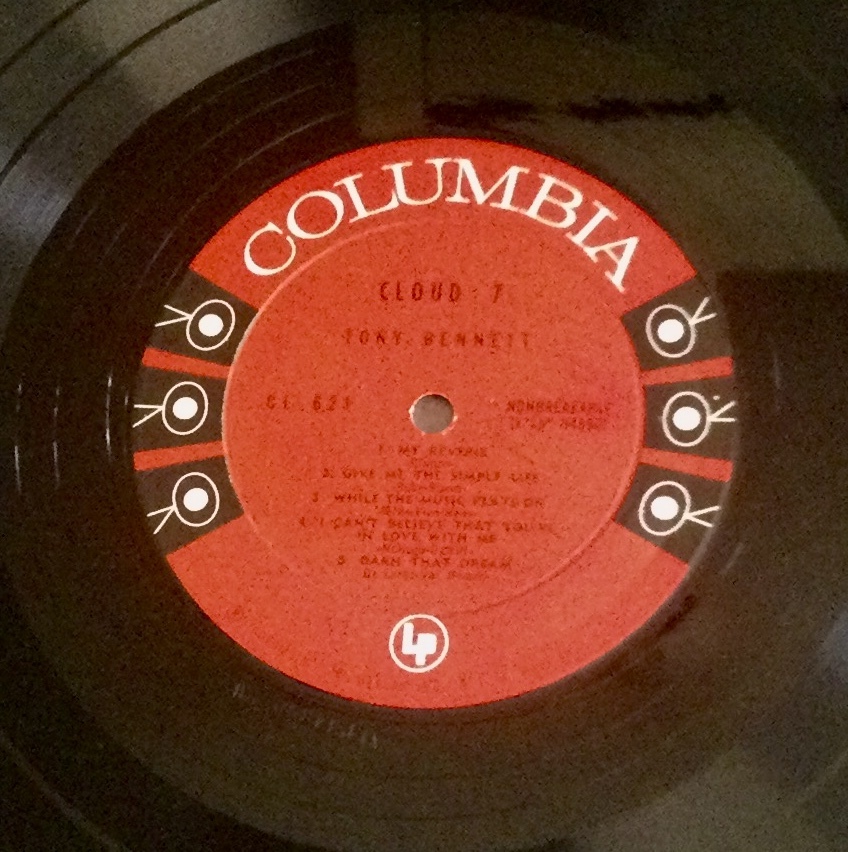 COLUMBIA
CLOUD 7
TONY BENNETT
CL 621
NONBREAKABLE
1. MY REVERIE
2. GIVE ME THE SIMPLE LIFE
3. WHILE THE MUSIC PLAYS ON
4. I CAN'T BELIEVE THAT YOU'RE
IN LOVE WITH ME
5. DARN THAT DREAM
LP